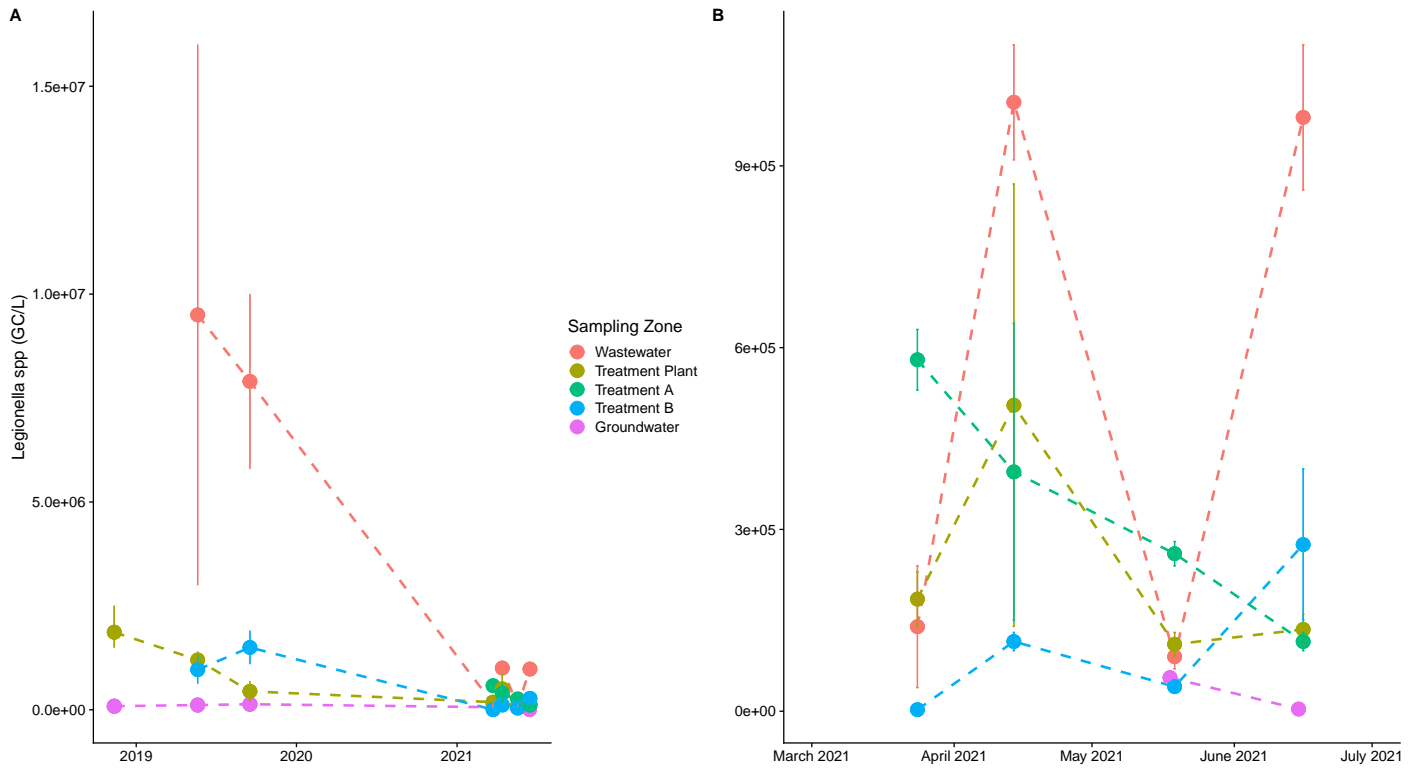 A
Legionella spp (GC/L)
1.5e+07
1.0e+07
5.0e+06
0.0e+00
2019
2020
2021
Sampling Zone
Wastewater
Treatment Plant
Treatment A
Treatment B
Groundwater
B
9e+05
6e+05
3e+05
0e+00
March 2021
April 2021
May 2021
June 2021
July 2021